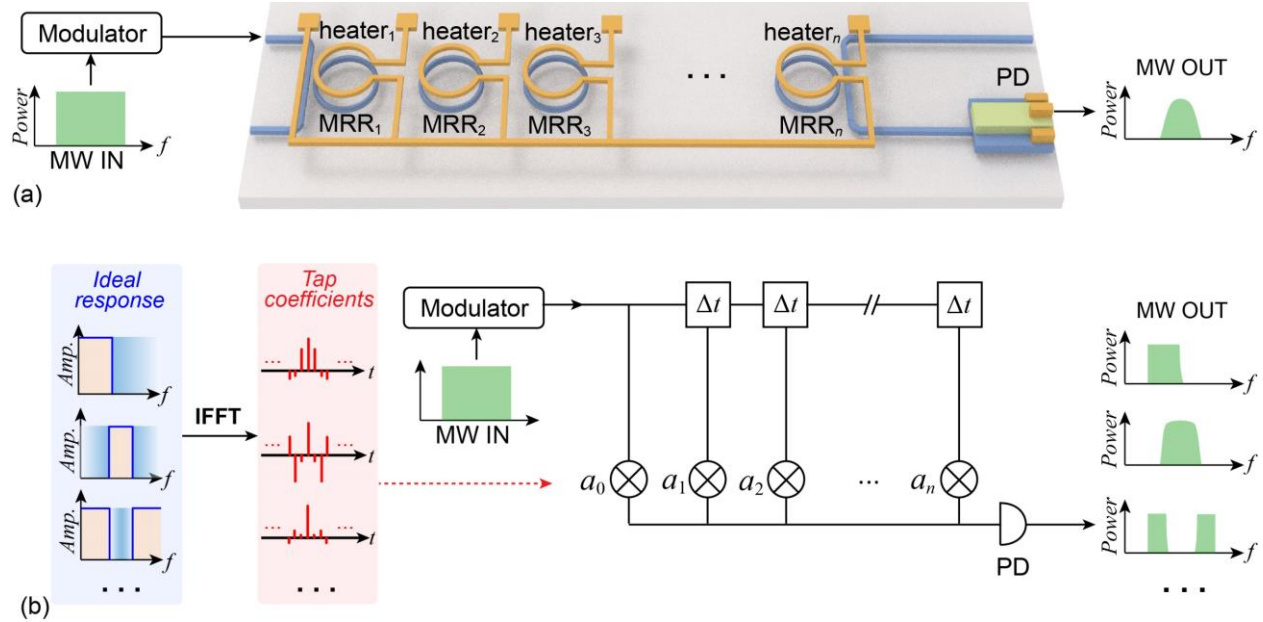 Modulator
Power
f
MW IN
(a)
heater1
heater2
heater3
heatern
MRR1
MRR2
MRR3
...
MRRn
PD
MW OUT
Power
f
Ideal
response
Amp.
f
Amp.
f
Amp.
f
...
IFFT
Tap
coefficients
... ...
t
... ...
t
... ...
t
...
Modulator
MW IN
Δt
Δt
//
Δt
a0
a1
a2
...
an
PD
MW OUT
Power
f
Power
f
Power
f
...
(b)